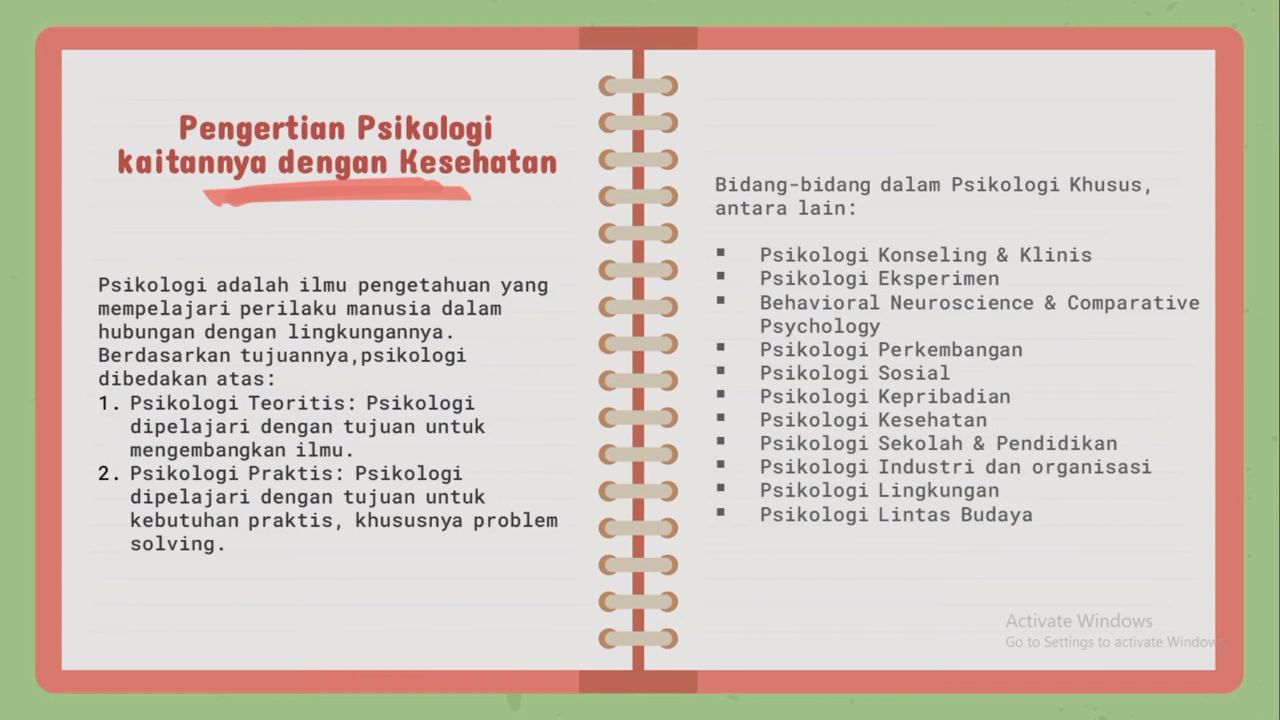 Pengertian Psikologi
kaitannya dengan Kesehatan
Psikologi adalah ilmu pengetahuan yang
mempelajari perilaku manusia dalam
hubungan dengan lingkungannya.
Berdasarkan tujuannya,psikologi
dibedakan atas:
1. Psikologi Teoritis: Psikologi
dipelajari dengan tujuan untuk
mengembangkan ilmu.
2. Psikologi Praktis: Psikologi
dipelajari dengan tujuan untuk
kebutuhan praktis, khususnya problem
solving.
Bidang-bidang dalam Psikologi Khusus,
antara lain:
▪ Psikologi Konseling & Klinis
▪ Psikologi Eksperimen
▪ Behavioral Neuroscience & Comparative
Psychology
▪ Psikologi Perkembangan
▪ Psikologi Sosial
▪ Psikologi Kepribadian
▪ Psikologi Kesehatan
▪ Psikologi Sekolah & Pendidikan
▪ Psikologi Industri dan organisasi
▪ Psikologi Lingkungan
▪ Psikologi Lintas Budaya
Activate Windows
Go to Settings to activate Windows